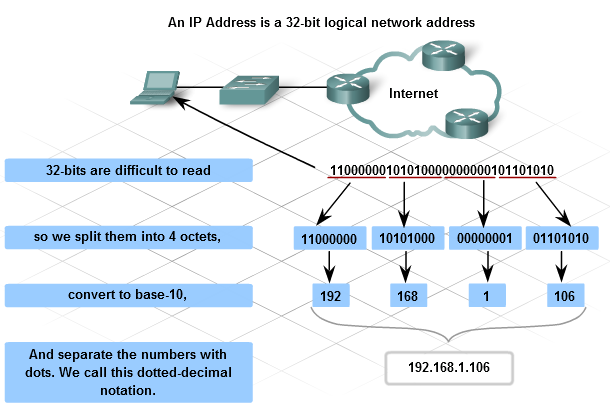 An IP Address is a 32-bit logical network address
Internet
32-bits are difficult to read
11000000101010000000000101101010
so we split them into 4 octets,
11000000 10101000 00000001 01101010
convert to base-10,
192 168 1 106
And separate the numbers with
dots. We call this dotted-decimal
notation.
192.168.1.106